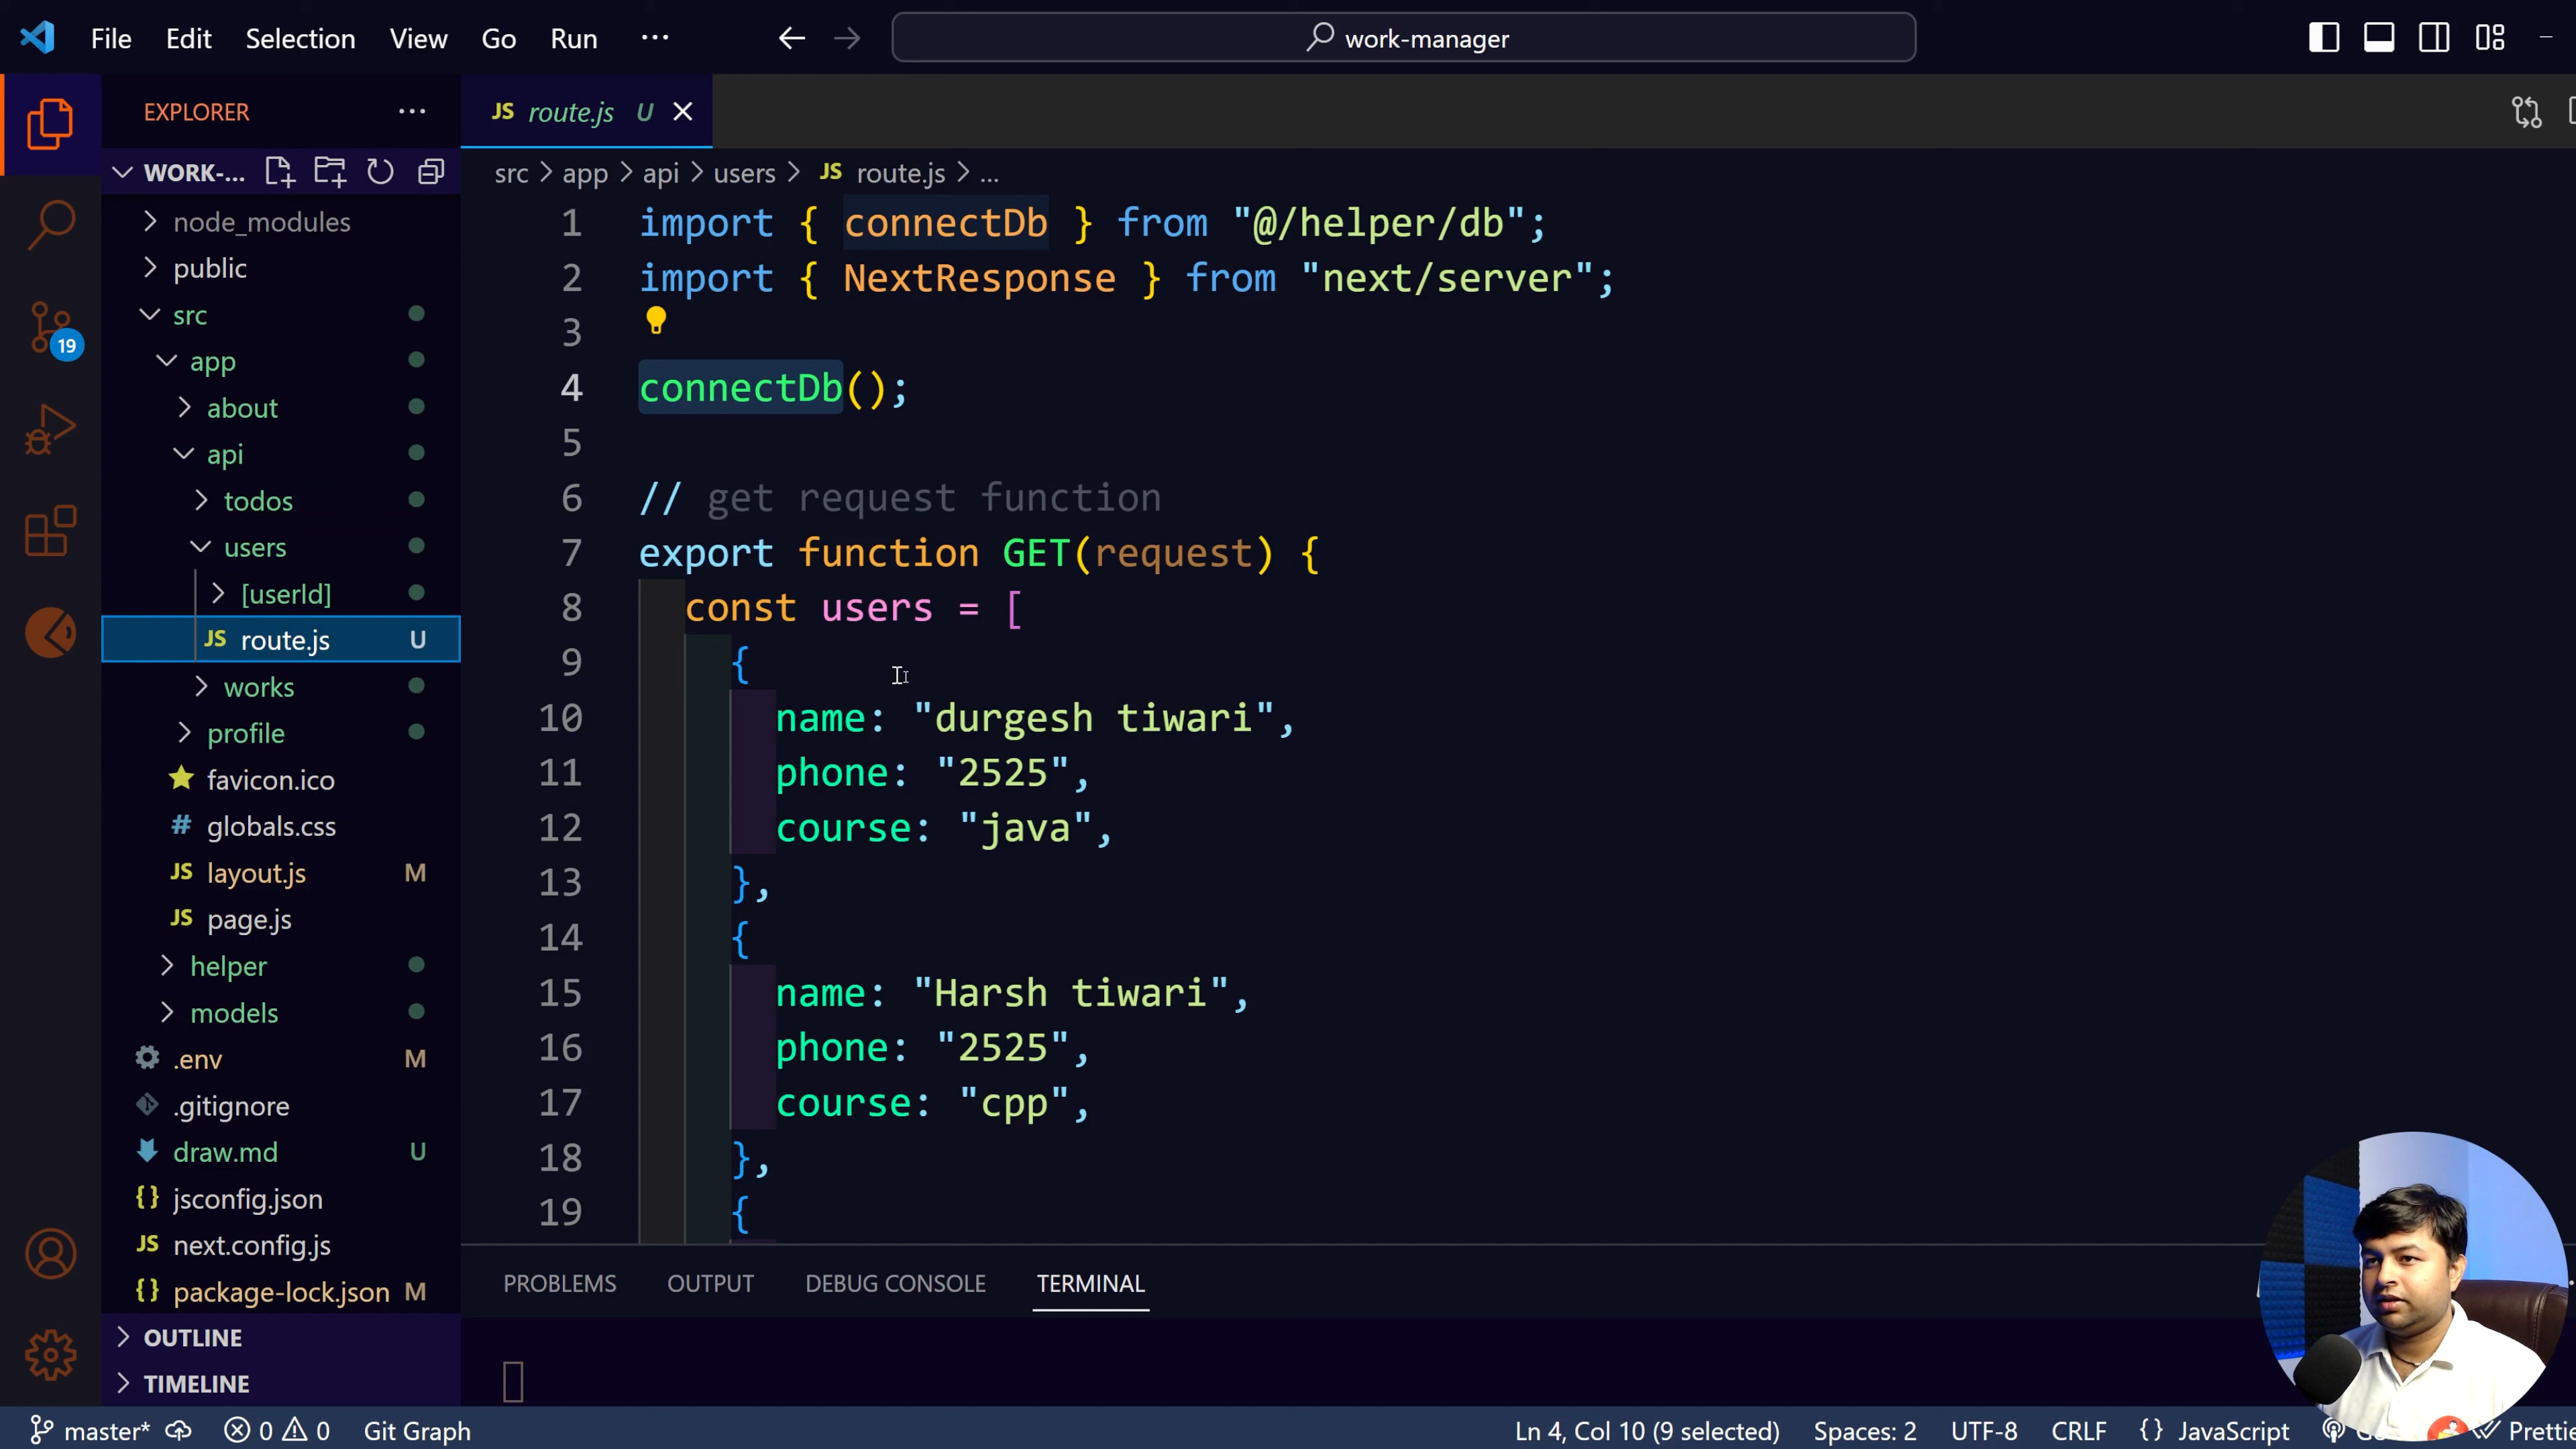 File Edit Selection View Go Run ···
work-manager
EXPLORER ···
WORK-...
node_modules
public
src
app
about
api
todos
users
[userId]
JS route.js U
works
profile
favicon.ico
# globals.css
JS layout.js M
JS page.js
helper
models
.env M
.gitignore
draw.md U
{} jsconfig.json
JS next.config.js
{} package-lock.json M
OUTLINE
TIMELINE
19
JS route.js U
src > app > api > users > JS route.js > ...
1 import { connectDb } from "@/helper/db";
2 import { NextResponse } from "next/server";
3
4 connectDb();
5
6 // get request function
7 export function GET(request) {
8 const users = [
9 {
10 name: "durgesh tiwari",
11 phone: "2525",
12 course: "java",
13 },
14 {
15 name: "Harsh tiwari",
16 phone: "2525",
17 course: "cpp",
18 },
19 {
PROBLEMS OUTPUT DEBUG CONSOLE TERMINAL
master* 0 0 Git Graph
Ln 4, Col 10 (9 selected) Spaces: 2 UTF-8 CRLF {} JavaScript